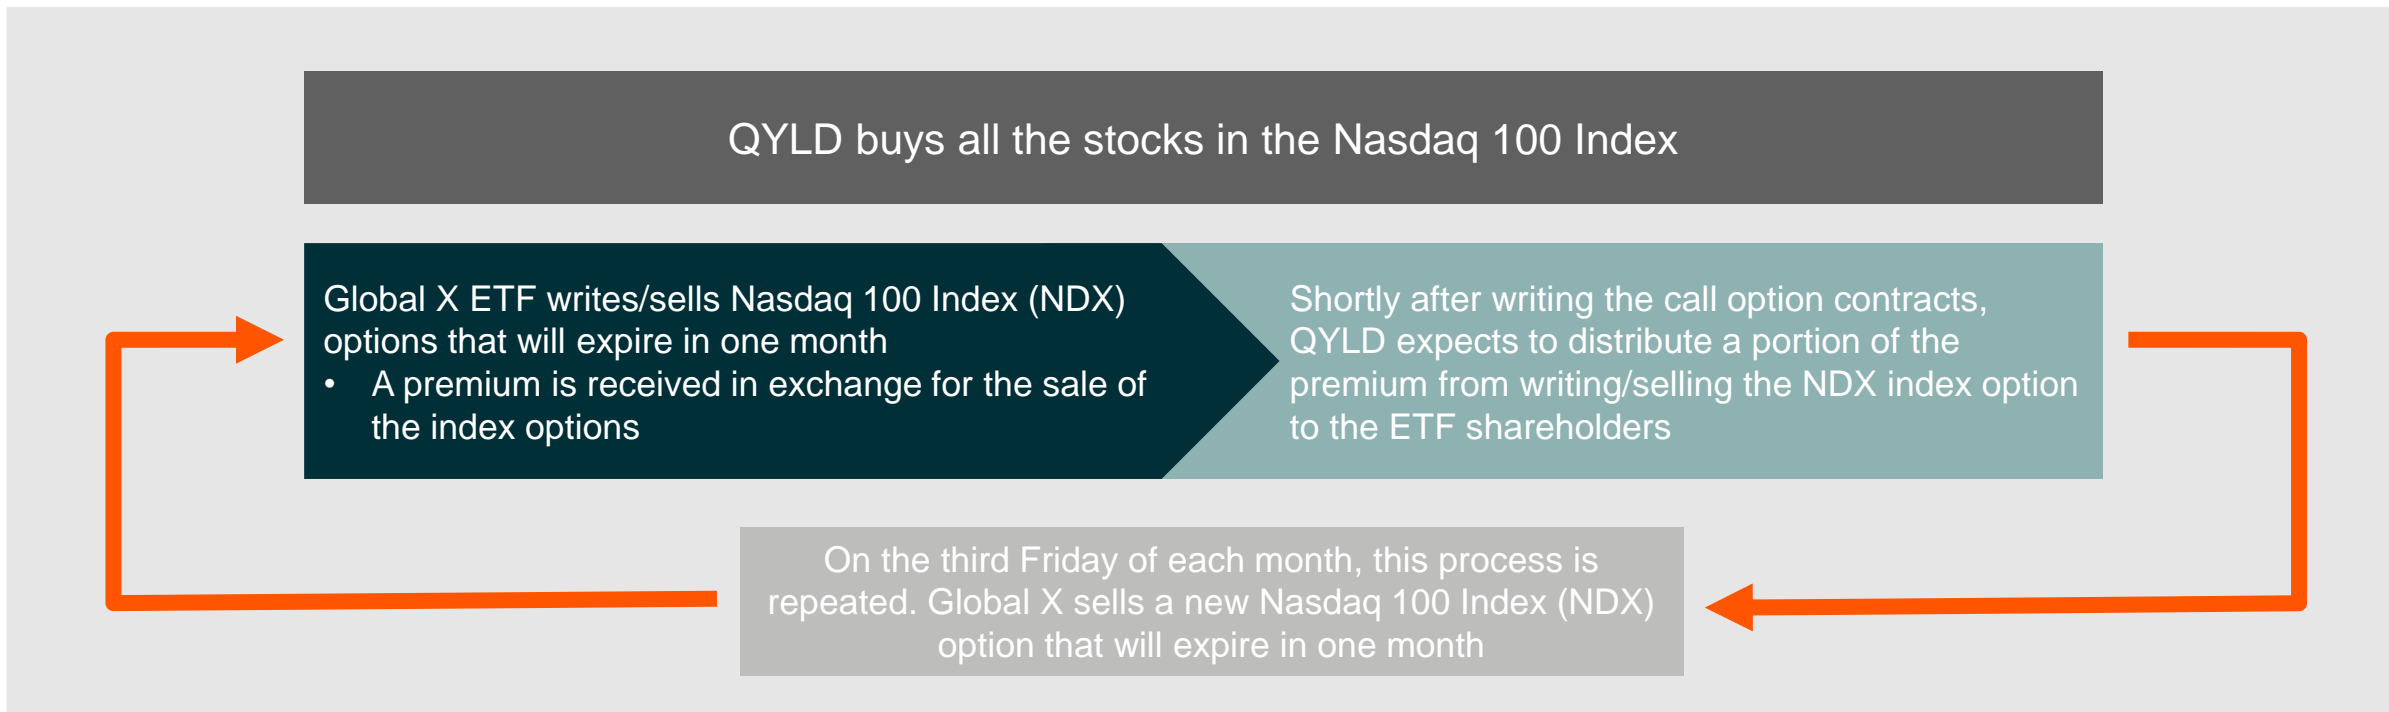 QYLD buys all the stocks in the Nasdaq 100 Index
Global X ETF writes/sells Nasdaq 100 Index (NDX)
options that will expire in one month
• A premium is received in exchange for the sale of
the index options
Shortly after writing the call option contracts,
QYLD expects to distribute a portion of the
premium from writing/selling the NDX index option
to the ETF shareholders
On the third Friday of each month, this process is
repeated. Global X sells a new Nasdaq 100 Index (NDX)
option that will expire in one month